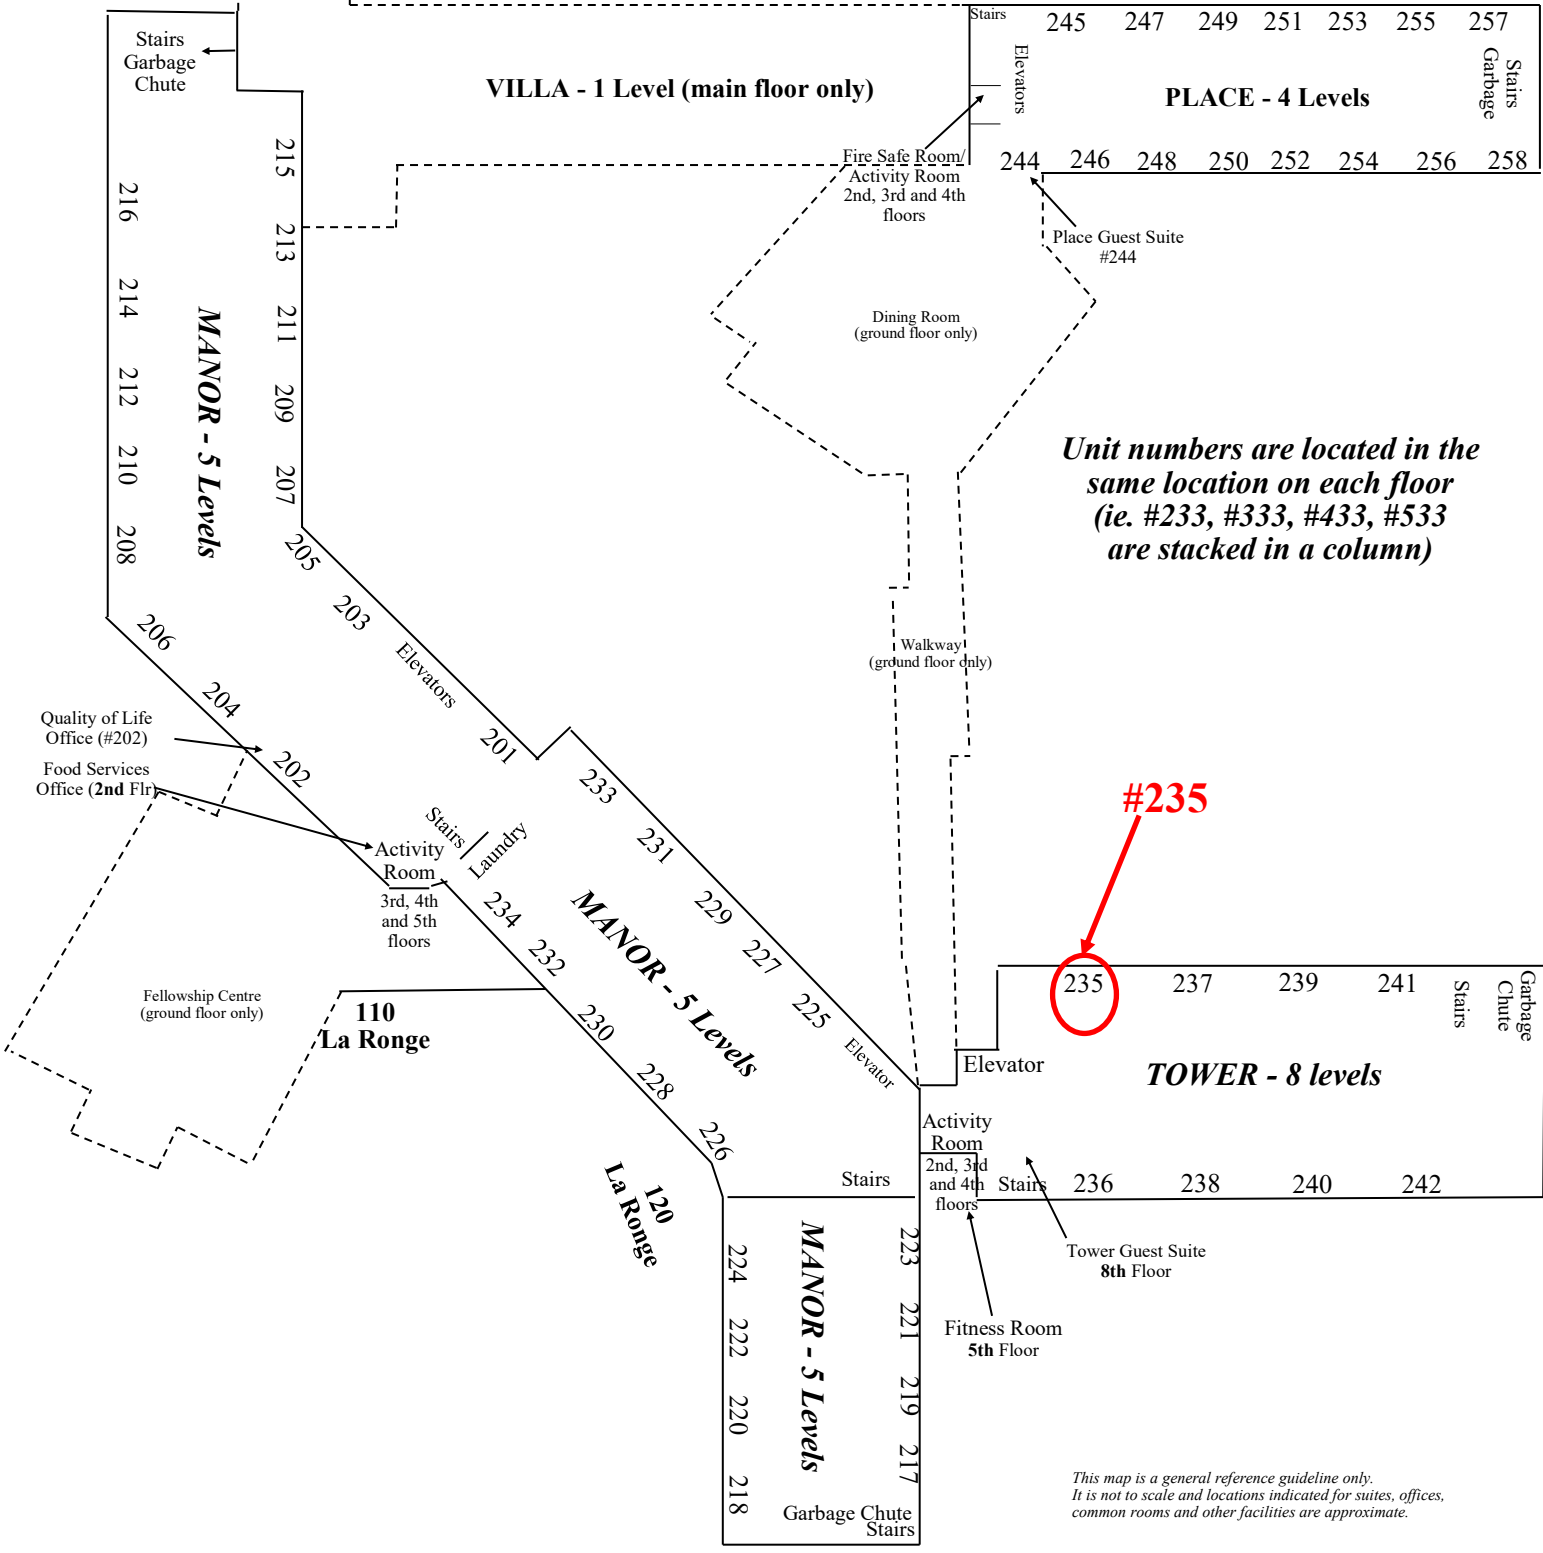 Stairs
Garbage
Chute
VILLA - 1 Level (main floor only)
Stairs
Elevators
245 247 249 251 253 255 257
Stairs
Garbage
PLACE - 4 Levels
244 246 248 250 252 254 256 258
Fire Safe Room/
Activity Room
2nd, 3rd and 4th
floors
Place Guest Suite
#244
Dining Room
(ground floor only)
215
213
211
209
207
205
203
Elevators
201
216
214
212
210
208
206
204
202
MANOR - 5 Levels
Unit numbers are located in the
same location on each floor
(ie. #233, #333, #433, #533
are stacked in a column)
Walkway
(ground floor only)
Quality of Life
Office (#202)
Food Services
Office (2nd Flr)
Activity
Room
3rd, 4th
and 5th
floors
Stairs
Laundry
233
231
229
227
225
Elevator
234
232
230
228
226
MANOR - 5 Levels
Fellowship Centre
(ground floor only)
110
La Ronge
120
La Ronge
#235
235 237 239 241
Stairs
Garbage
Chute
Elevator
TOWER - 8 levels
Activity
Room
2nd, 3rd
and 4th
floors
Stairs
236 238 240 242
Tower Guest Suite
8th Floor
Fitness Room
5th Floor
Stairs
224
222
220
218
MANOR - 5 Levels
223
221
219
217
Garbage Chute
Stairs
This map is a general reference guideline only.
It is not to scale and locations indicated for suites, offices,
common rooms and other facilities are approximate.